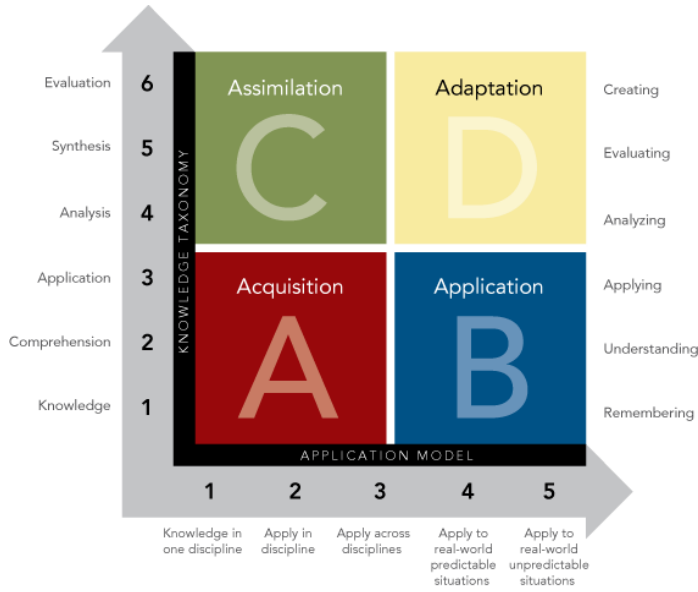 Evaluation
6
Synthesis
5
Analysis
4
Application
3
Comprehension
2
Knowledge
1
KNOWLEDGE TAXONOMY
Assimilation
C
Adaptation
D
Acquisition
A
Application
B
Creating
Evaluating
Analyzing
Applying
Understanding
Remembering
APPLICATION MODEL
1
2
3
4
5
Knowledge in
one discipline
Apply in
discipline
Apply across
disciplines
Apply to
real-world
predictable
situations
Apply to
real-world
unpredictable
situations